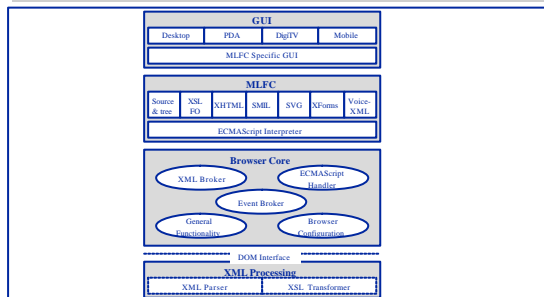 GUI
Desktop PDA DigiTV Mobile
MLFC Specific GUI
MLFC
Source & tree
XSL FO
XHTML
SMIL
SVG
XForms
Voice-XML
ECMAScript Interpreter
Browser Core
XML Broker
ECMAScript Handler
Event Broker
General Functionality
Browser Configuration
DOM Interface
XML Processing
XML Parser XSL Transformer